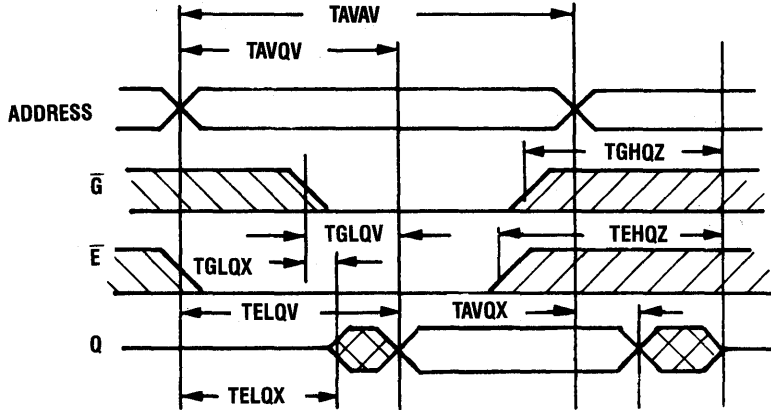 TAVAV
TAVQV
ADDRESS
TGHQZ
G
TGLQV
TEHQZ
E
TGLQX
TELQV
TAVQX
Q
TELQX